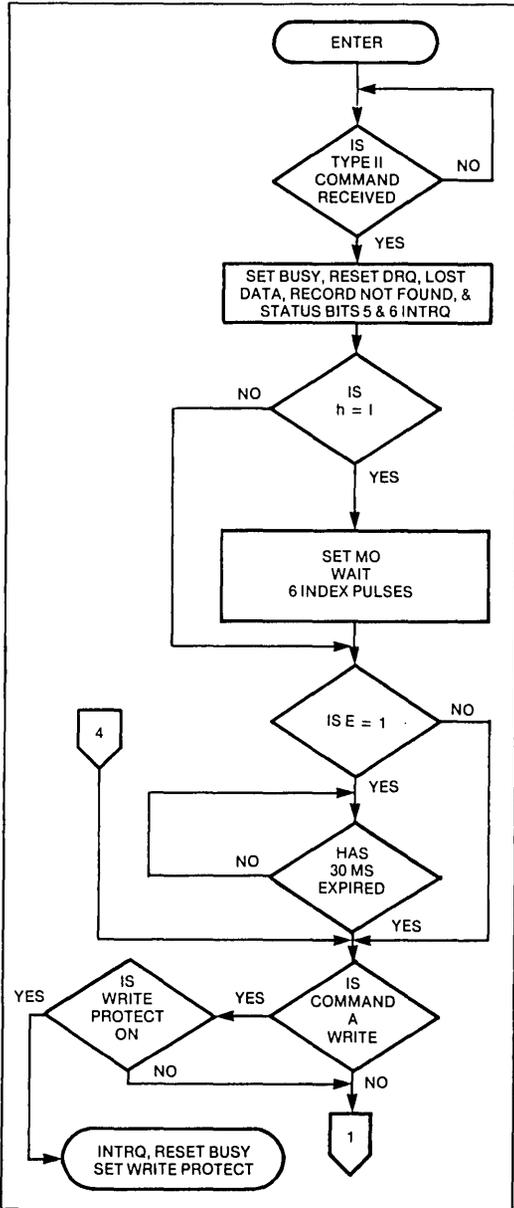 ENTER
IS
TYPE II
COMMAND
RECEIVED
NO
YES
SET BUSY, RESET DRQ, LOST
DATA, RECORD NOT FOUND, &
STATUS BITS 5 & 6 INTRQ
NO
IS
h = I
YES
SET MO
WAIT
6 INDEX PULSES
IS E = 1
NO
4
YES
NO
HAS
30 MS
EXPIRED
YES
YES
IS
WRITE
PROTECT
ON
YES
IS
COMMAND
A
WRITE
NO
NO
1
INTRQ, RESET BUSY
SET WRITE PROTECT